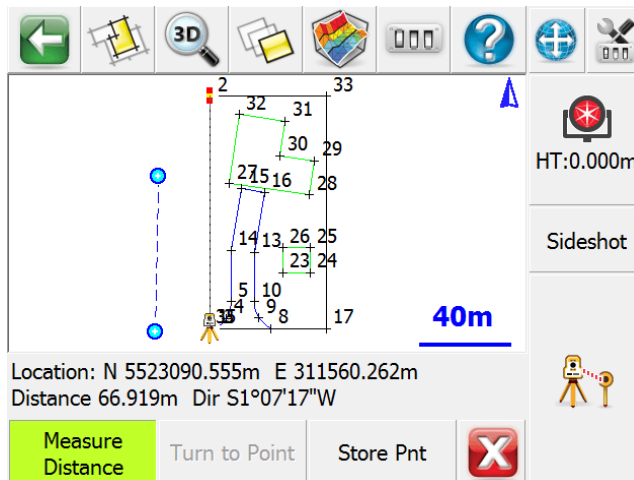 3D
2
33
32
31
30
29
27
15
16
28
14
13
26
25
23
24
5
10
4
9
8
17
40m
HT:0.000m
Sideshot
Location: N 5523090.555m E 311560.262m
Distance 66.919m Dir S1°07'17"W
Measure
Distance
Turn to Point
Store Pnt